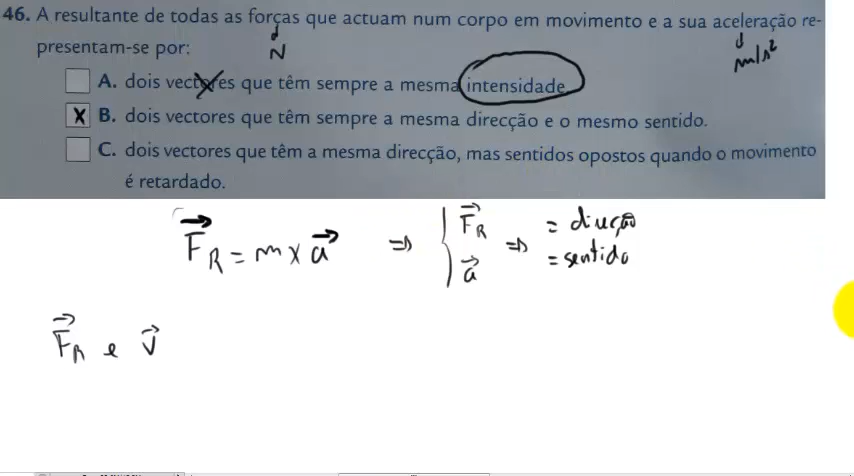 46. A resultante de todas as forças que actuam num corpo em movimento e a sua aceleração re-
presentam-se por:
N
m/s²
A. dois vectores que têm sempre a mesma intensidade.
X B. dois vectores que têm sempre a mesma direcção e o mesmo sentido.
C. dois vectores que têm a mesma direcção, mas sentidos opostos quando o movimento
é retardado.
F⃗R = m x a⃗ => F⃗R => = direção
a⃗ = sentido
F⃗R e v⃗